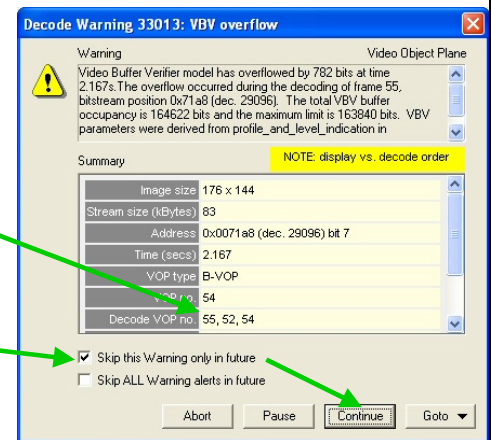 Decode Warning 33013: VBV overflow
Warning
Video Object Plane
Video Buffer Verifier model has overflowed by 782 bits at time
2.167s.The overflow occurred during the decoding of frame 55,
bitstream position 0x71a8 (dec. 29096). The total VBV buffer
occupancy is 164622 bits and the maximum limit is 163840 bits. VBV
parameters were derived from profile_and_level_indication in
Summary
NOTE: display vs. decode order
Image size 176 x 144
Stream size (kBytes) 83
Address 0x0071a8 (dec. 29096) bit 7
Time (secs) 2.167
VOP type B-VOP
VOP no. 54
Decode VOP no. 55, 52, 54
Skip this Warning only in future
Skip ALL Warning alerts in future
Abort Pause Continue Goto